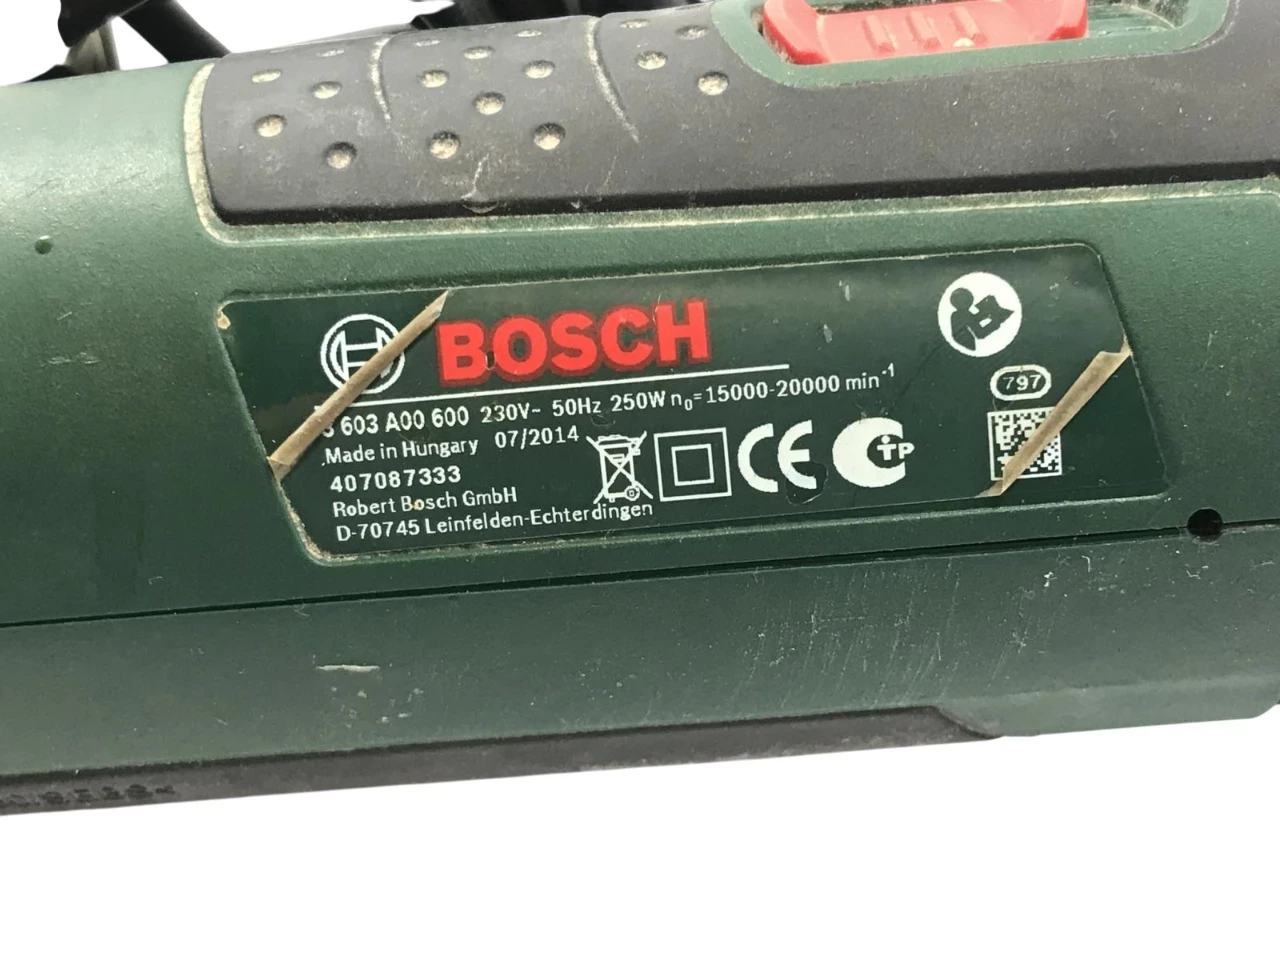 BOSCH
603 A00 600 230V~ 50Hz 250W n₀=15000-20000 min⁻¹
Made in Hungary 07/2014
407087333
Robert Bosch GmbH
D-70745 Leinfelden-Echterdingen
CE
TP
797